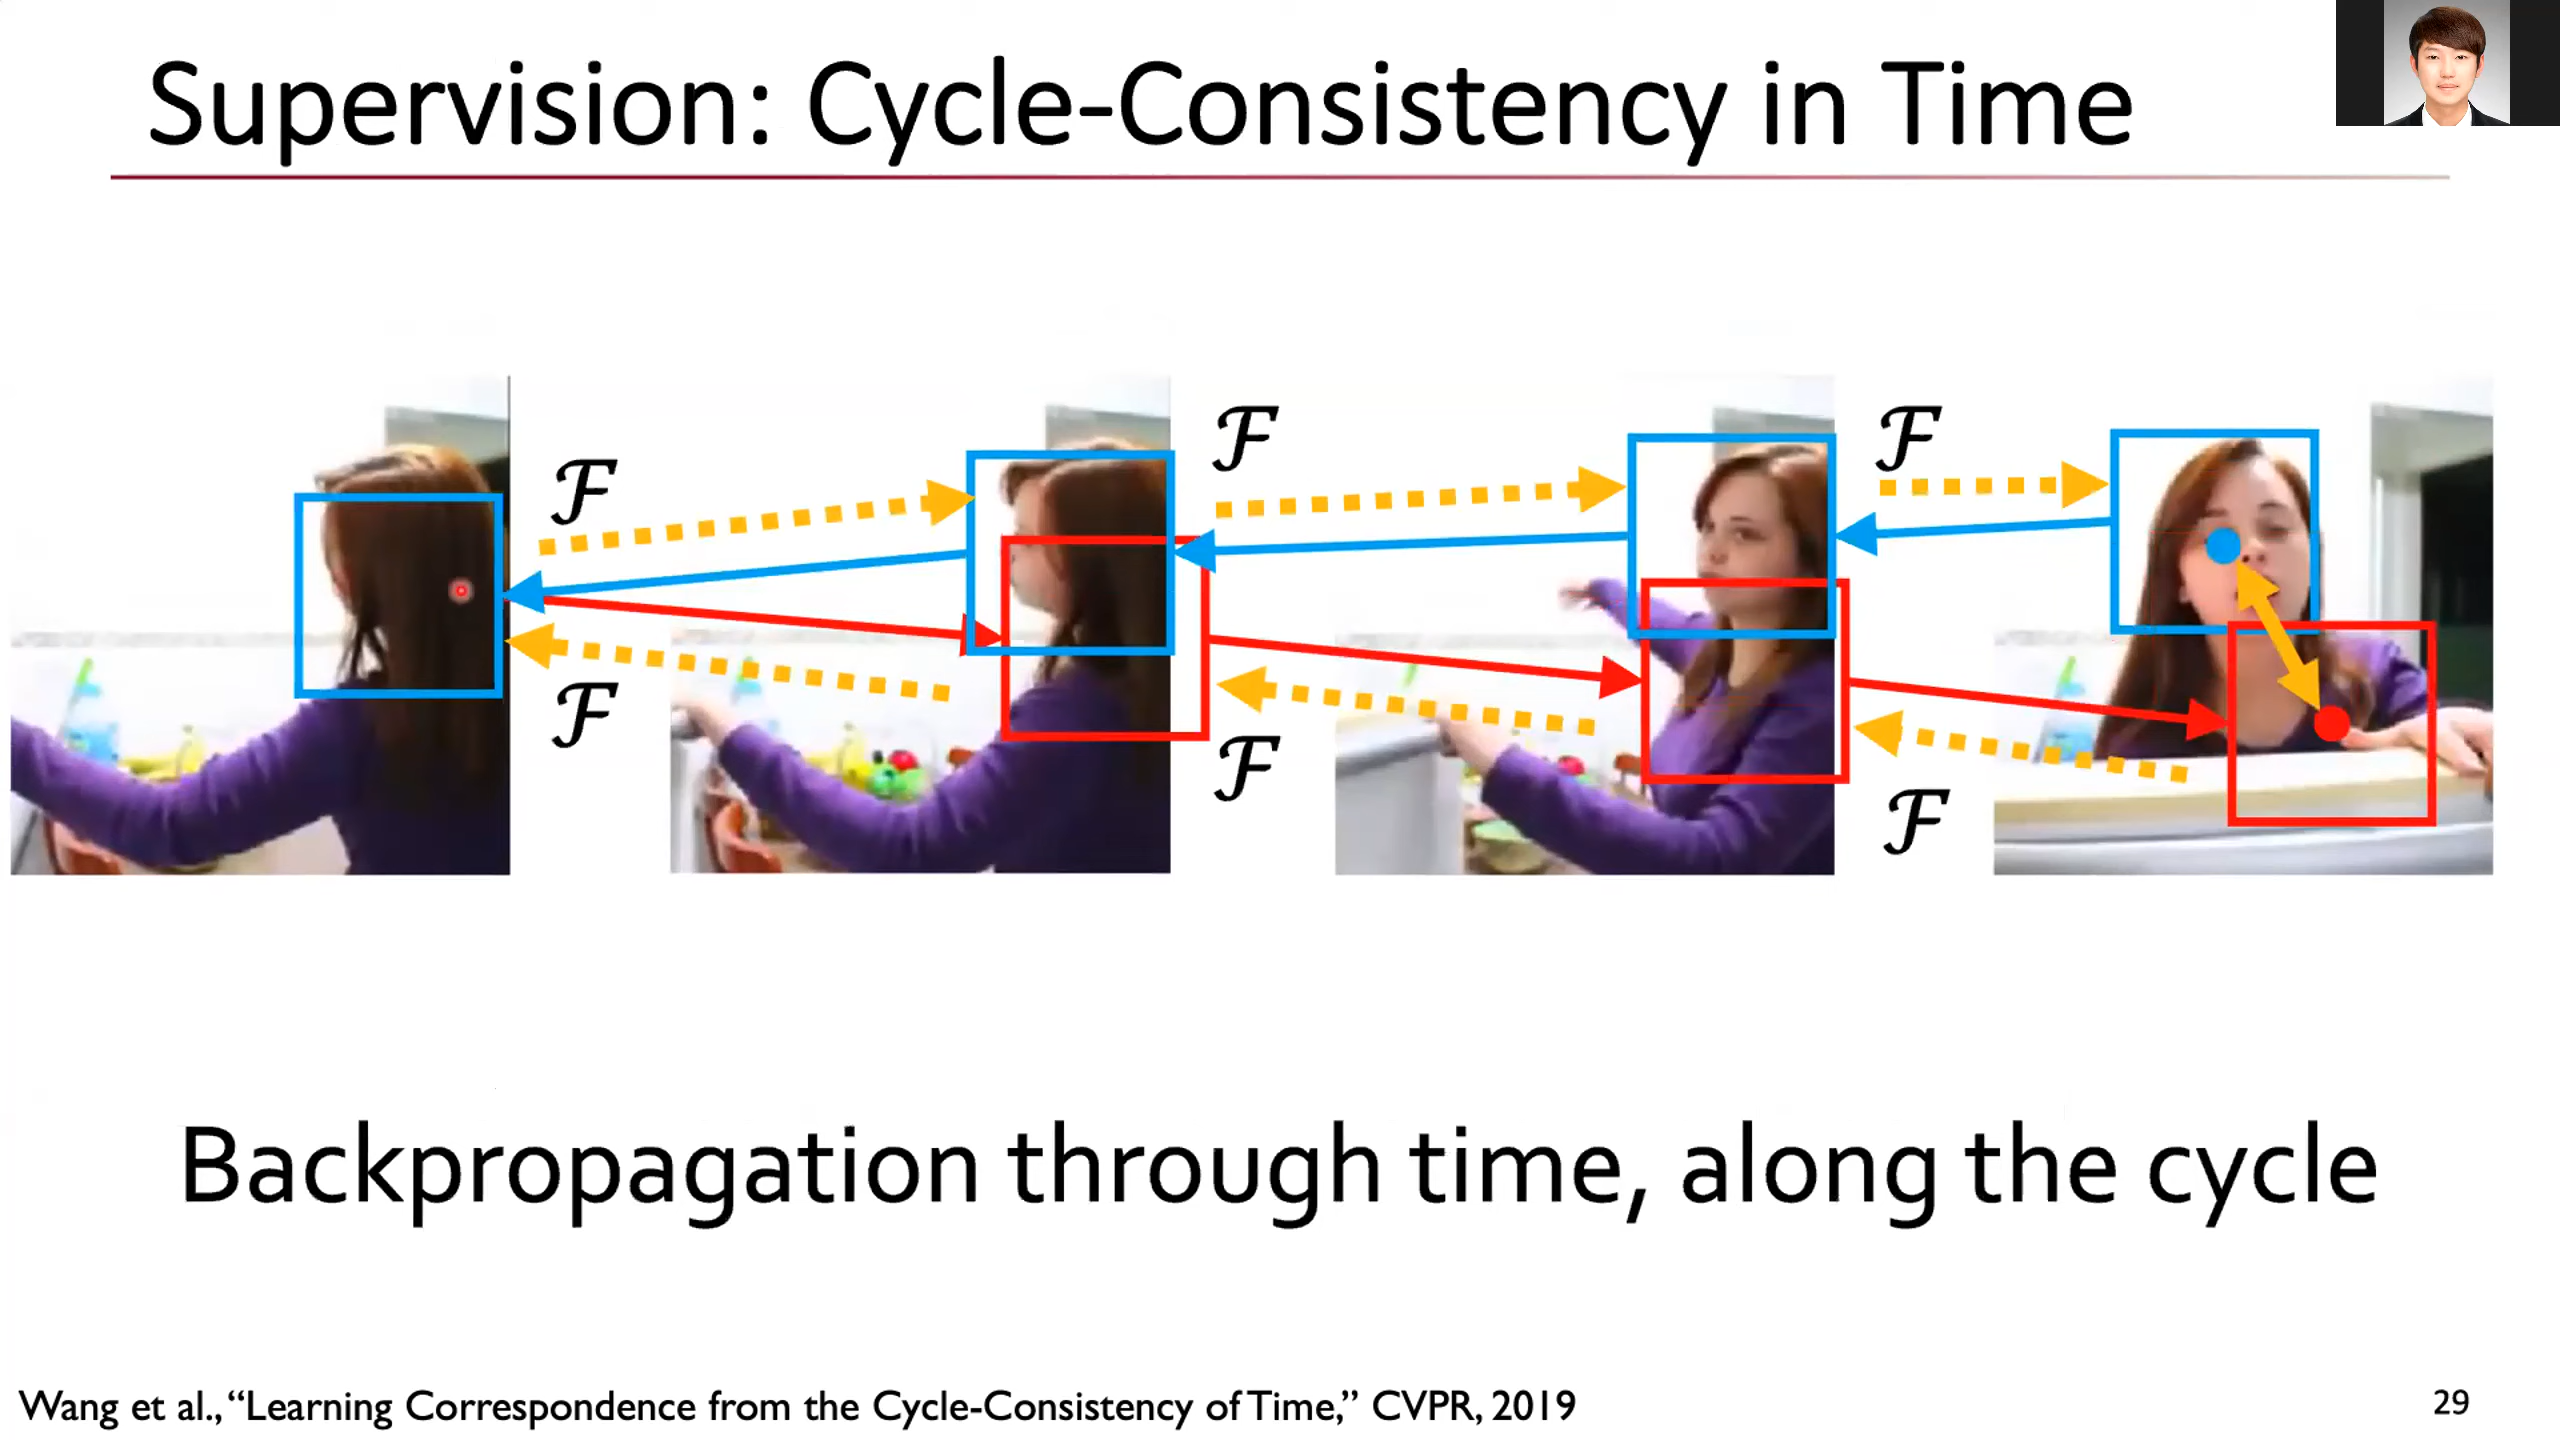 Supervision: Cycle-Consistency in Time
ℱ ℱ ℱ
ℱ ℱ ℱ
Backpropagation through time, along the cycle
Wang et al., “Learning Correspondence from the Cycle-Consistency of Time,” CVPR, 2019
29